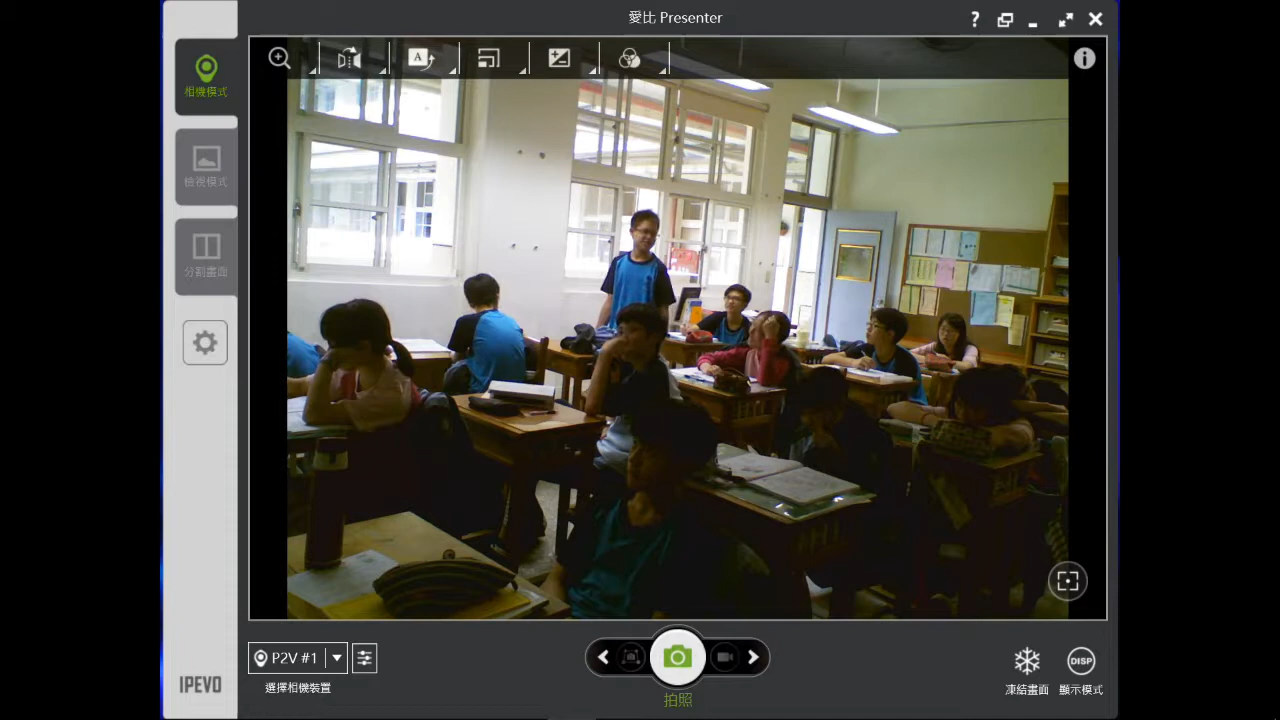 愛比 Presenter
?
A
i
相機模式
檢視模式
分割畫面
P2V #1
選擇相機裝置
拍照
DISP
凍結畫面
顯示模式
IPEVO